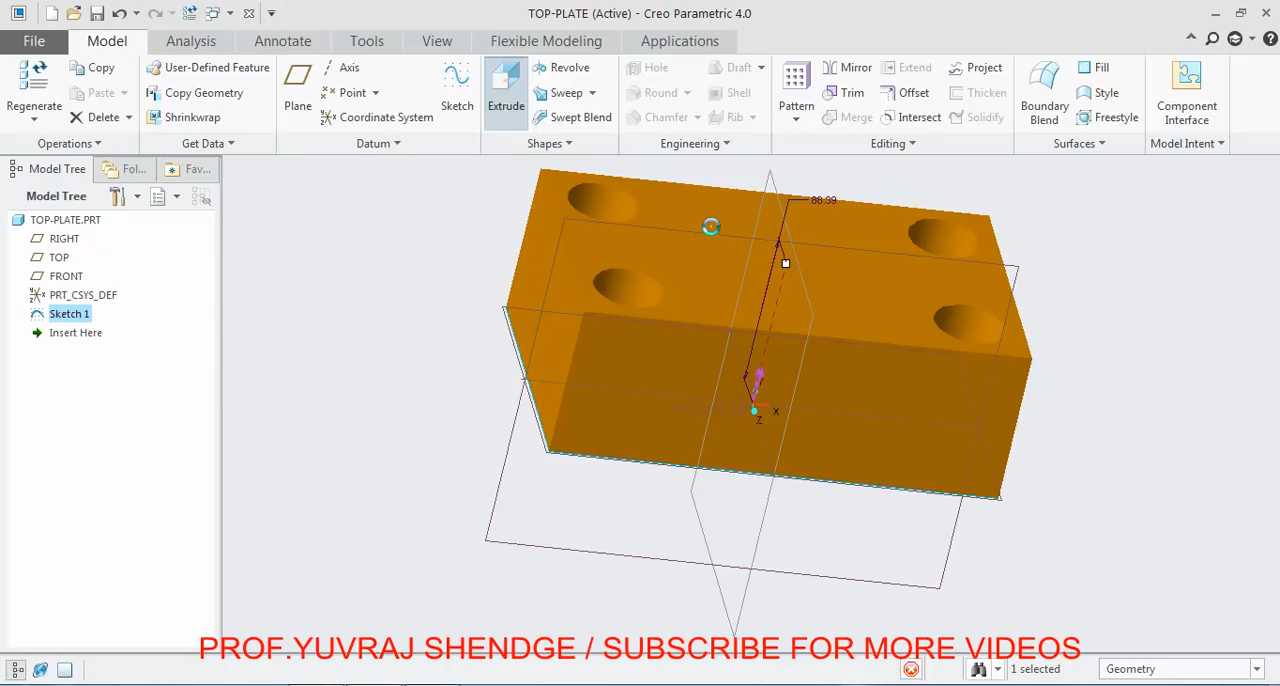 TOP-PLATE (Active) - Creo Parametric 4.0
File Model Analysis Annotate Tools View Flexible Modeling Applications
Regenerate
Copy
Paste
Delete
Operations
User-Defined Feature
Copy Geometry
Shrinkwrap
Get Data
Plane
Axis
Point
Coordinate System
Sketch
Datum
Extrude
Revolve
Sweep
Swept Blend
Shapes
Hole
Round
Chamfer
Draft
Shell
Rib
Engineering
Pattern
Mirror
Trim
Merge
Extend
Offset
Intersect
Project
Thicken
Solidify
Editing
Boundary
Blend
Fill
Style
Freestyle
Surfaces
Component
Interface
Model Intent
Model Tree
Fol...
Fav...
Model Tree
TOP-PLATE.PRT
RIGHT
TOP
FRONT
PRT_CSYS_DEF
Sketch 1
Insert Here
X
Z
PROF.YUVRAJ SHENDGE / SUBSCRIBE FOR MORE VIDEOS
1 selected
Geometry